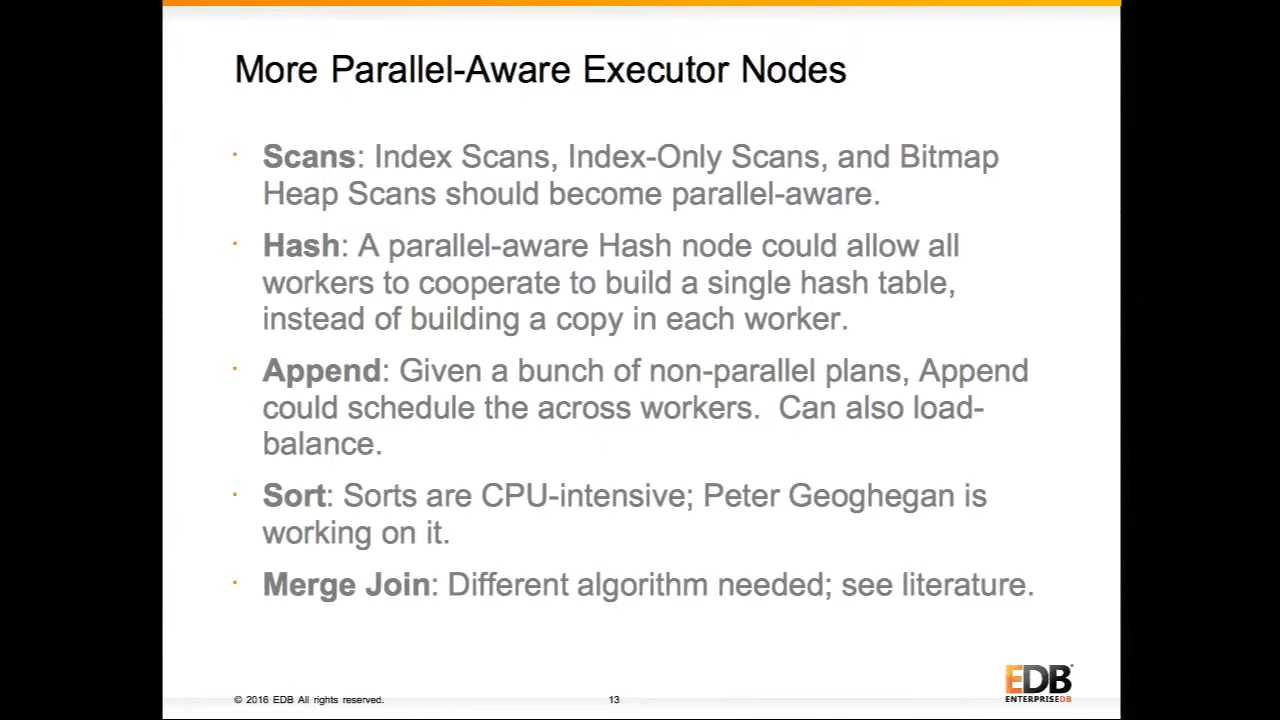 More Parallel-Aware Executor Nodes
· Scans: Index Scans, Index-Only Scans, and Bitmap
Heap Scans should become parallel-aware.
· Hash: A parallel-aware Hash node could allow all
workers to cooperate to build a single hash table,
instead of building a copy in each worker.
· Append: Given a bunch of non-parallel plans, Append
could schedule the across workers.  Can also load-
balance.
· Sort: Sorts are CPU-intensive; Peter Geoghegan is
working on it.
· Merge Join: Different algorithm needed; see literature.
EDB
ENTERPRISEDB
© 2016 EDB All rights reserved.
13